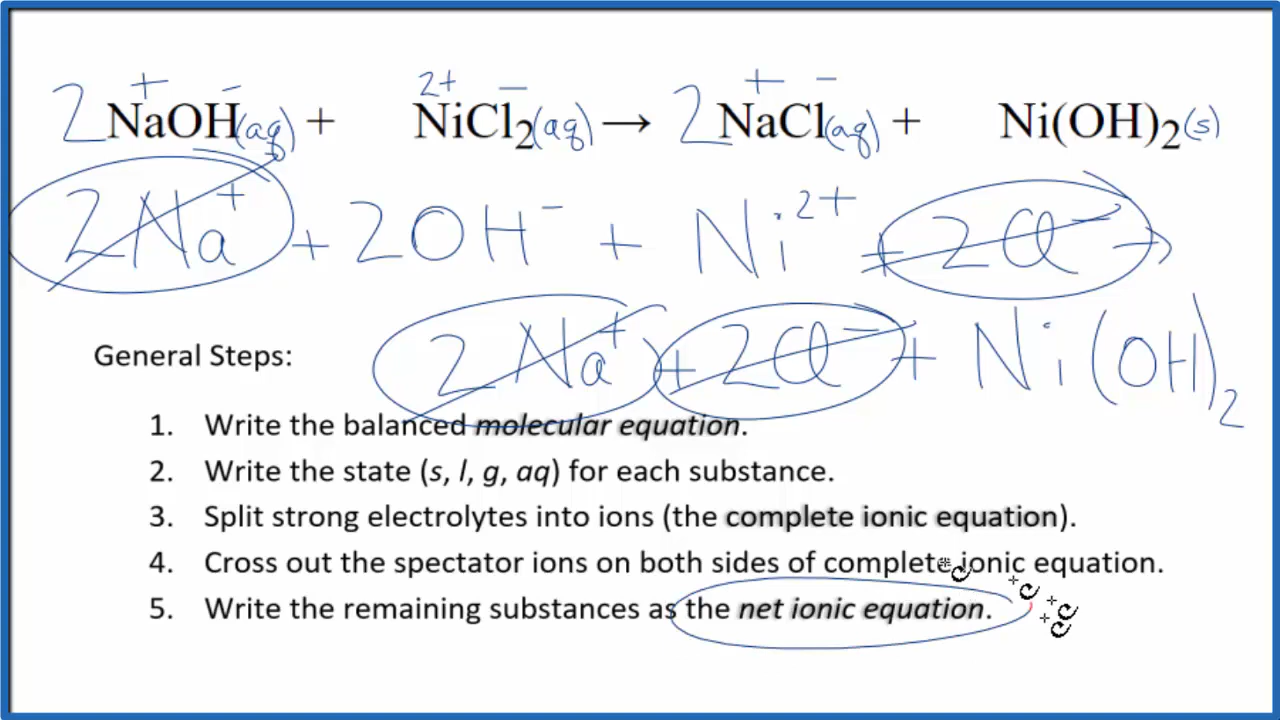 2NaOH(aq) + NiCl₂(aq) → 2NaCl(aq) + Ni(OH)₂(s)
+ − 2+ − + −
2Na⁺ + 2OH⁻ + Ni²⁺ + 2Cl⁻ →
2Na⁺ + 2Cl⁻ + Ni(OH)₂
General Steps:
1. Write the balanced molecular equation.
2. Write the state (s, l, g, aq) for each substance.
3. Split strong electrolytes into ions (the complete ionic equation).
4. Cross out the spectator ions on both sides of complete ionic equation.
5. Write the remaining substances as the net ionic equation.